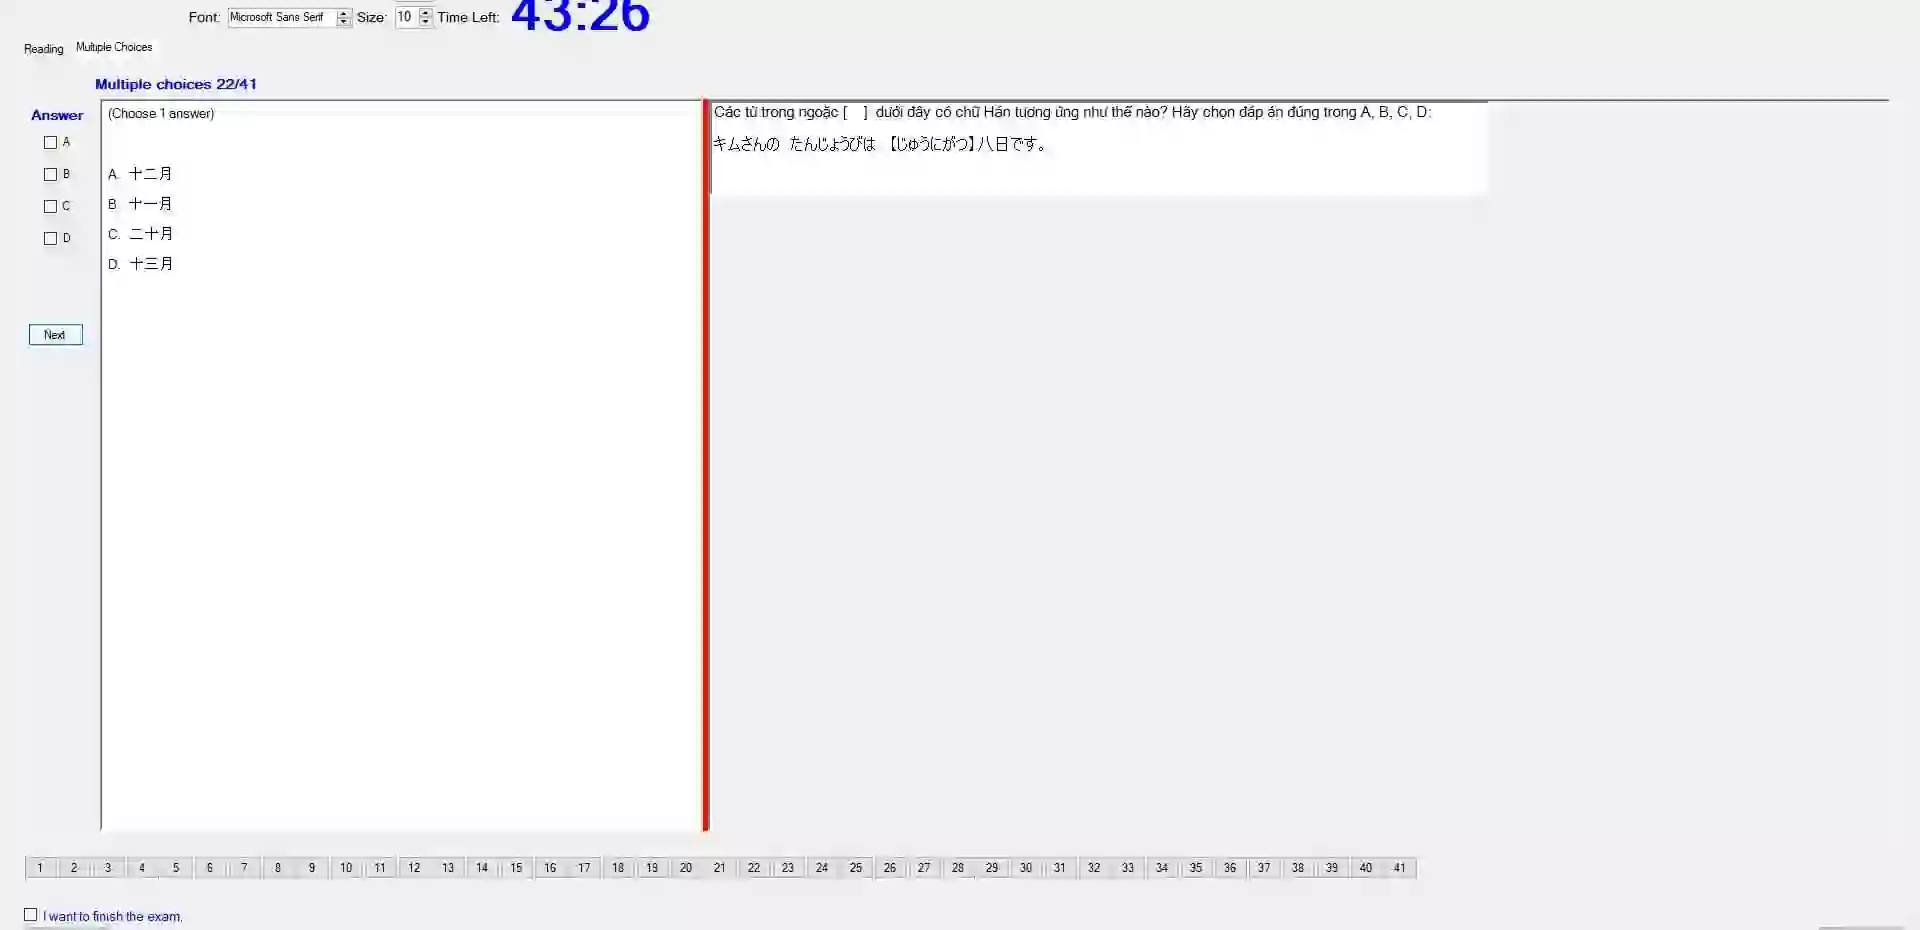 Font: Microsoft Sans Serif Size: 10 Time Left: 43:26
Reading Multiple Choices
Multiple choices 22/41
Answer
A
B
C
D
Next
(Choose 1 answer)
A. 十二月
B. 十一月
C. 二十月
D. 十三月
Các từ trong ngoặc [ ] dưới đây có chữ Hán tương ứng như thế nào? Hãy chọn đáp án đúng trong A, B, C, D:
キムさんの たんじょうびは 【じゅうにがつ】八日です。
1 2 3 4 5 6 7 8 9 10 11 12 13 14 15 16 17 18 19 20 21 22 23 24 25 26 27 28 29 30 31 32 33 34 35 36 37 38 39 40 41
I want to finish the exam.